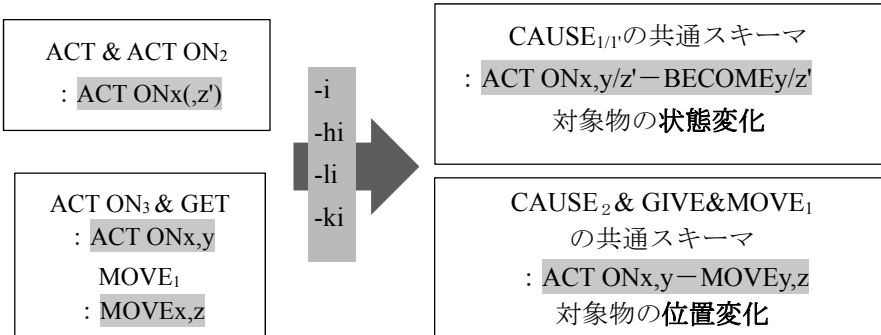 ACT & ACT ON₂
：ACT ONx(,z')
ACT ON₃ & GET
：ACT ONx,y
MOVE₁
：MOVEx,z
-i
-hi
-li
-ki
CAUSE₁/₁'の共通スキーマ
：ACT ONx,y/z'－BECOMEy/z'
対象物の状態変化
CAUSE₂& GIVE&MOVE₁
の共通スキーマ
：ACT ONx,y－MOVEy,z
対象物の位置変化